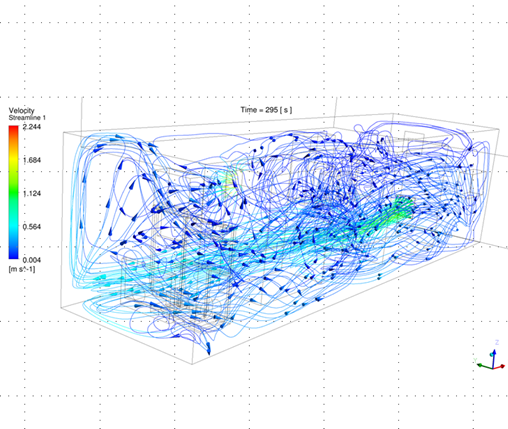 Time = 295 [ s ]
Velocity
Streamline 1
2.244
1.684
1.124
0.564
0.004
[m s^-1]
Z